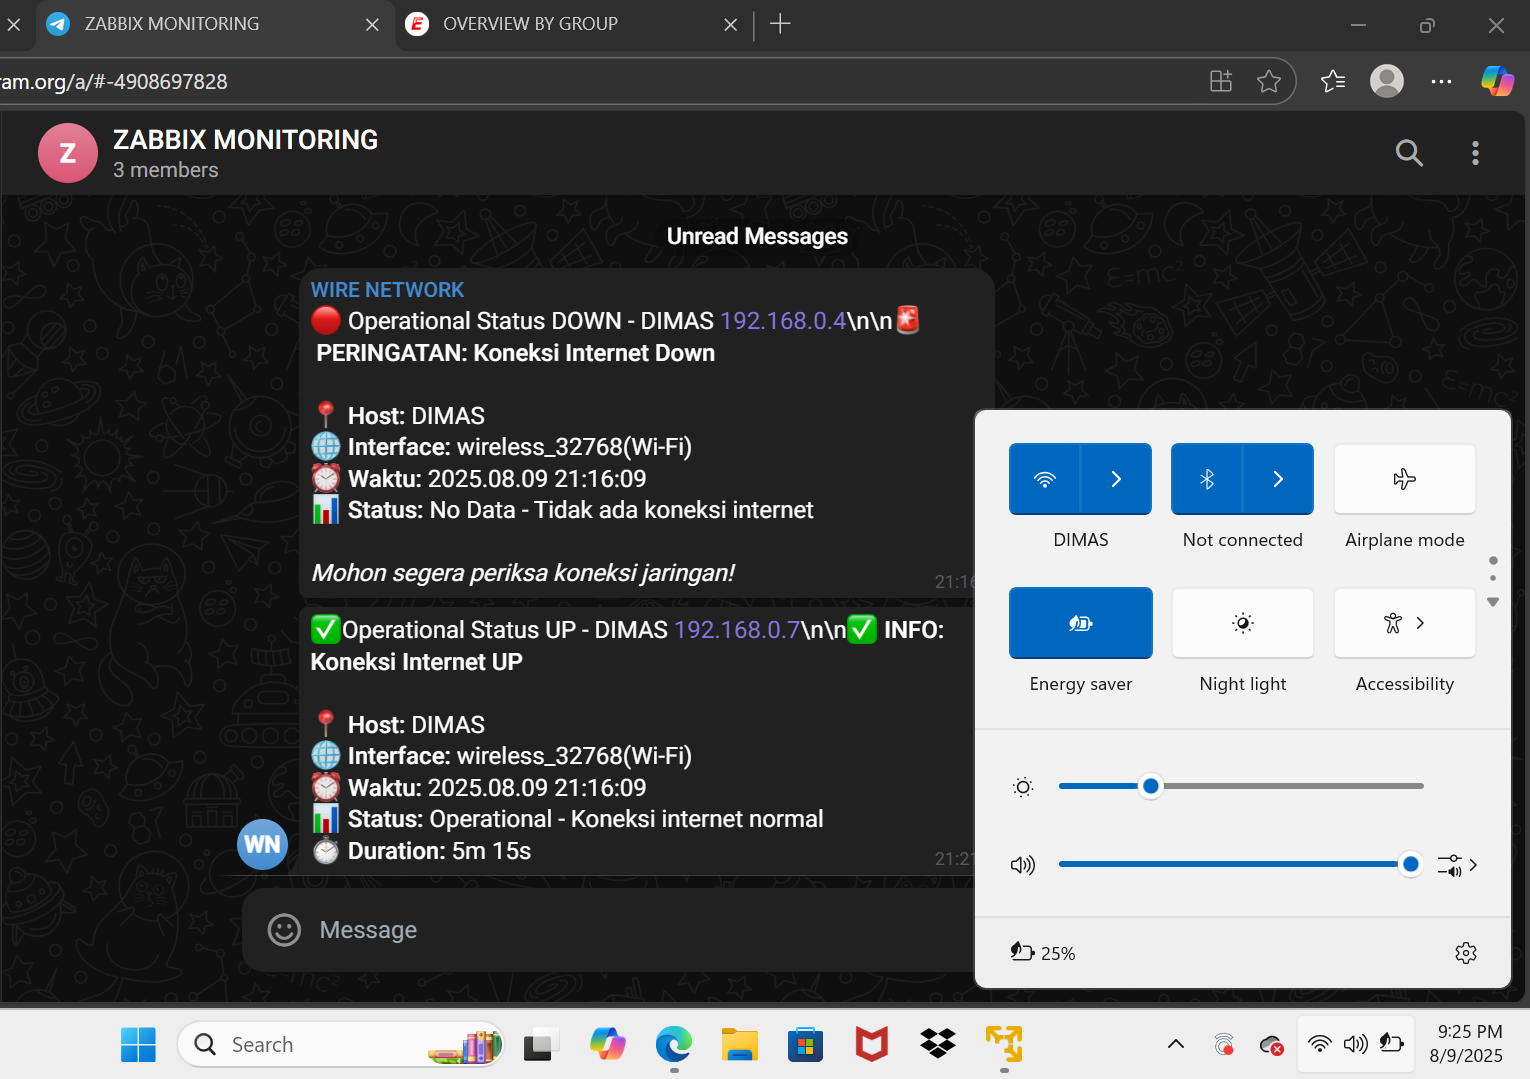 ZABBIX MONITORING
OVERVIEW BY GROUP
ram.org/a/#-4908697828
Z
ZABBIX MONITORING
3 members
Unread Messages
WIRE NETWORK
🔴 Operational Status DOWN - DIMAS 192.168.0.4\n\n🚨
PERINGATAN: Koneksi Internet Down
📍 Host: DIMAS
🌐 Interface: wireless_32768(Wi-Fi)
⏰ Waktu: 2025.08.09 21:16:09
📊 Status: No Data - Tidak ada koneksi internet
Mohon segera periksa koneksi jaringan!
21:16
✅Operational Status UP - DIMAS 192.168.0.7\n\n✅ INFO:
Koneksi Internet UP
📍 Host: DIMAS
🌐 Interface: wireless_32768(Wi-Fi)
⏰ Waktu: 2025.08.09 21:16:09
📊 Status: Operational - Koneksi internet normal
⏱ Duration: 5m 15s
21:21
WN
Message
DIMAS
Not connected
Airplane mode
Energy saver
Night light
Accessibility
25%
Search
9:25 PM
8/9/2025